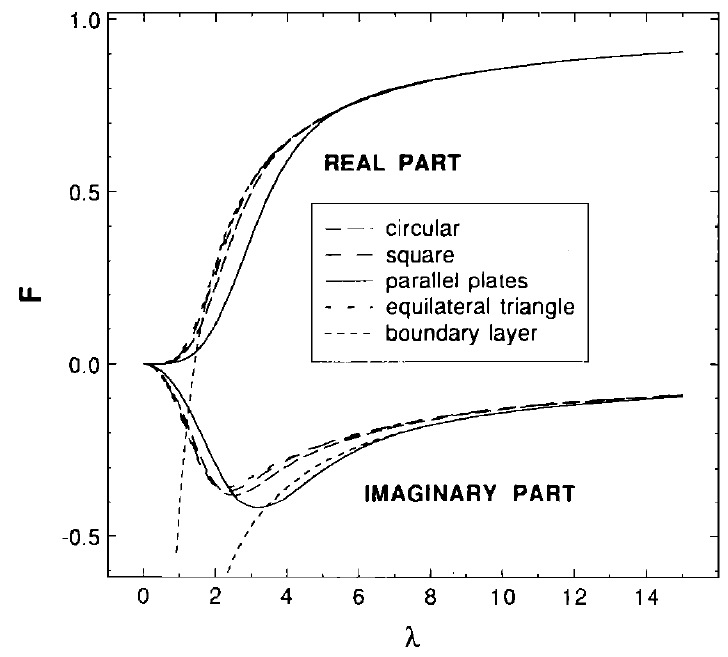 1.0
0.5
0.0
-0.5
F
REAL PART
circular
square
parallel plates
equilateral triangle
boundary layer
IMAGINARY PART
0 2 4 6 8 10 12 14
λ